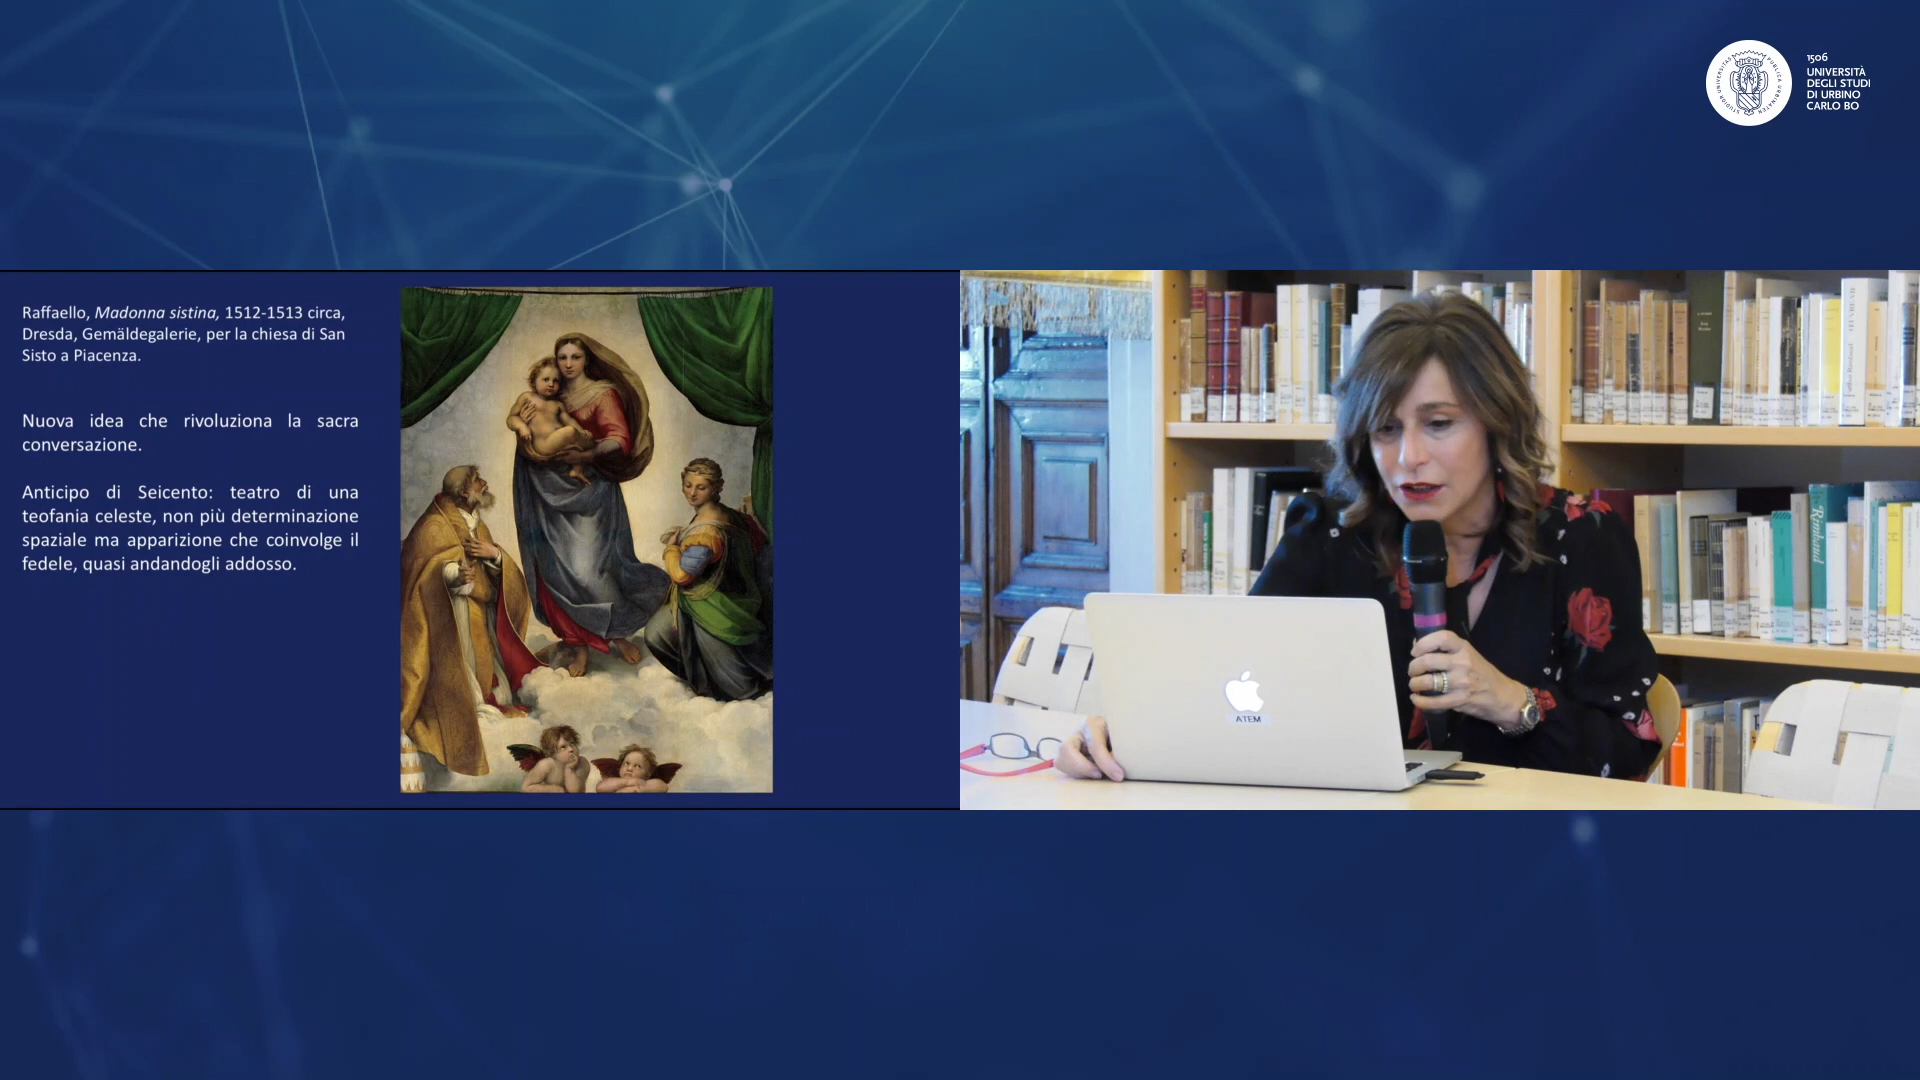 1506
UNIVERSITÀ
DEGLI STUDI
DI URBINO
CARLO BO
Raffaello, Madonna sistina, 1512-1513 circa,
Dresda, Gemäldegalerie, per la chiesa di San
Sisto a Piacenza.
Nuova idea che rivoluziona la sacra
conversazione.
Anticipo di Seicento: teatro di una
teofania celeste, non più determinazione
spaziale ma apparizione che coinvolge il
fedele, quasi andandogli addosso.
ATEM
Rimbaud